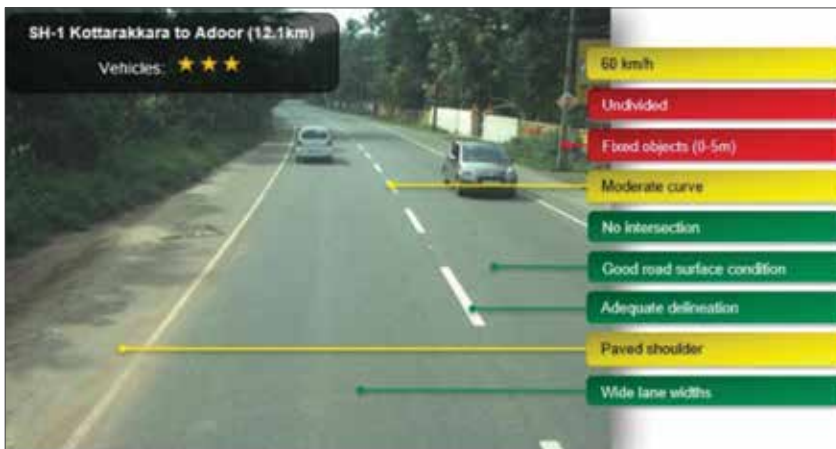 SH-1 Kottarakkara to Adoor (12.1km)
Vehicles:
60 km/h
Undivided
Fixed objects (0-5m)
Moderate curve
No intersection
Good road surface condition
Adequate delineation
Paved shoulder
Wide lane widths